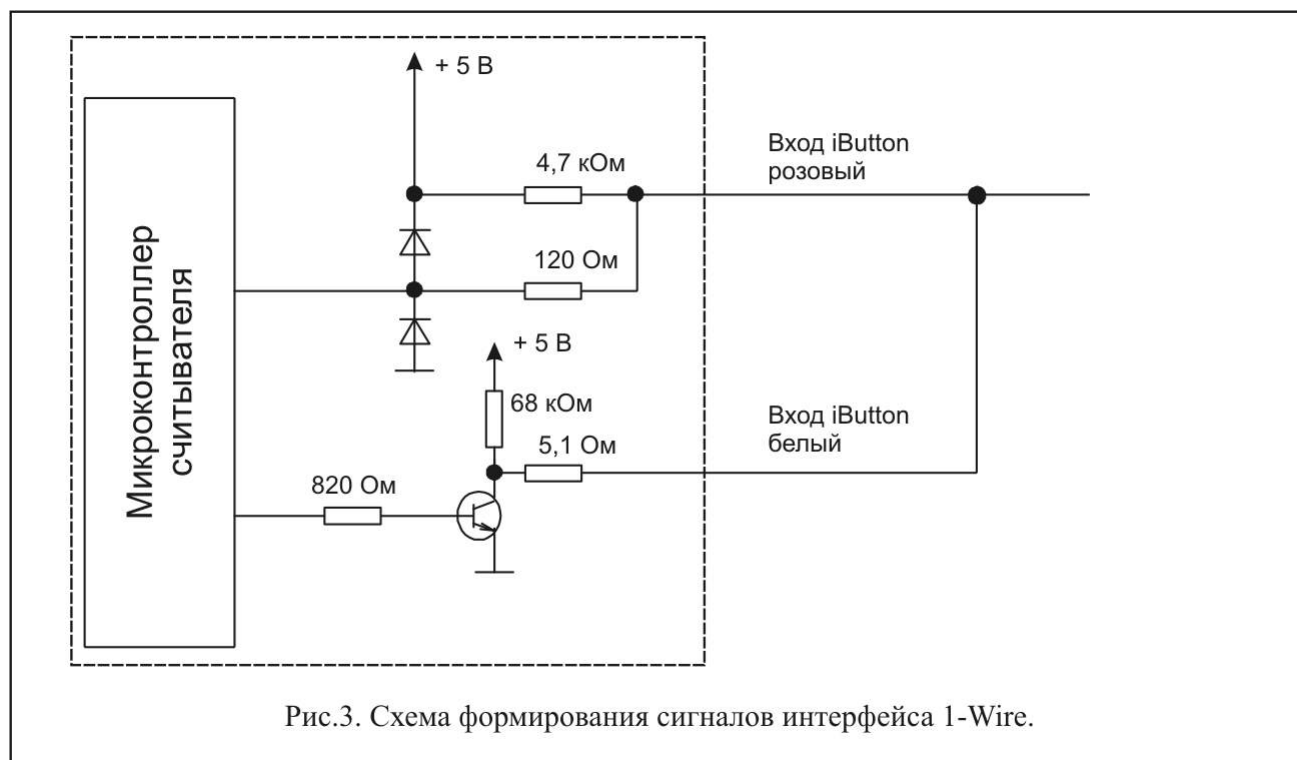 + 5 В
4,7 кОм
Вход iButton
розовый
120 Ом
Микроконтроллер
считывателя
+ 5 В
68 кОм
5,1 Ом
Вход iButton
белый
820 Ом
Рис.3. Схема формирования сигналов интерфейса 1-Wire.